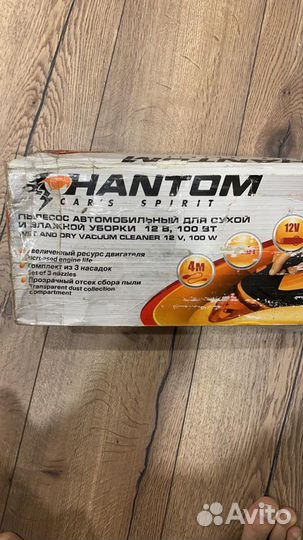 PHANTOM
CAR'S SPIRIT
ПЫЛЕСОС АВТОМОБИЛЬНЫЙ ДЛЯ СУХОЙ
И ВЛАЖНОЙ УБОРКИ 12 В, 100 ВТ
WET AND DRY VACUUM CLEANER 12 V, 100 W
12V
4M
Увеличенный ресурс двигателя
Increased engine life
Комплект из 3 насадок
Set of 3 nozzles
Прозрачный отсек сбора пыли
Transparent dust collection
compartment
Avito